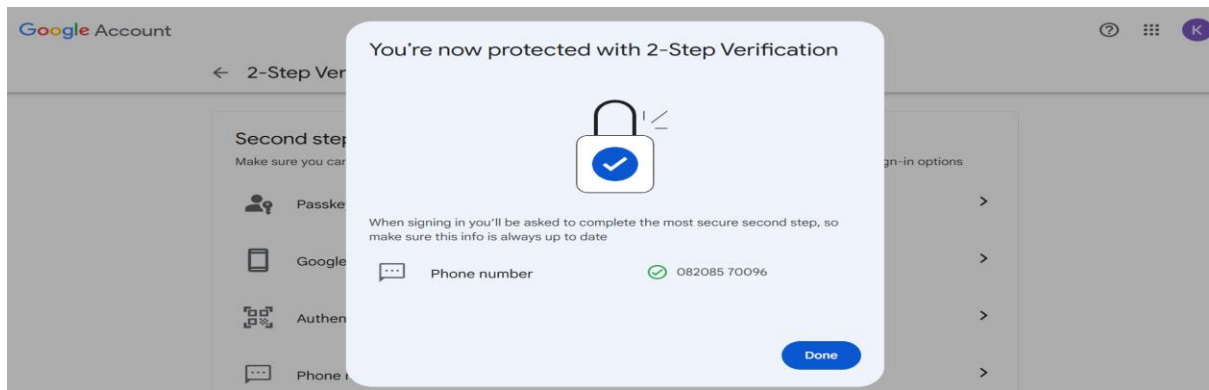 Google Account
K
You're now protected with 2-Step Verification
2-Step Ver
Second step
Make sure you can
gn-in options
Passke
When signing in you'll be asked to complete the most secure second step, so
make sure this info is always up to date
Google
Phone number
082085 70096
Authen
Done
Phone